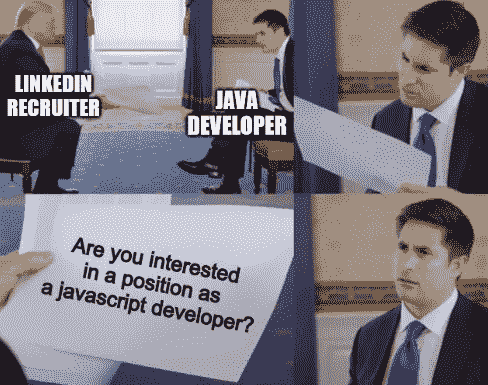 LINKEDIN
RECRUITER
JAVA
DEVELOPER
Are you interested
in a position as
a javascript developer?